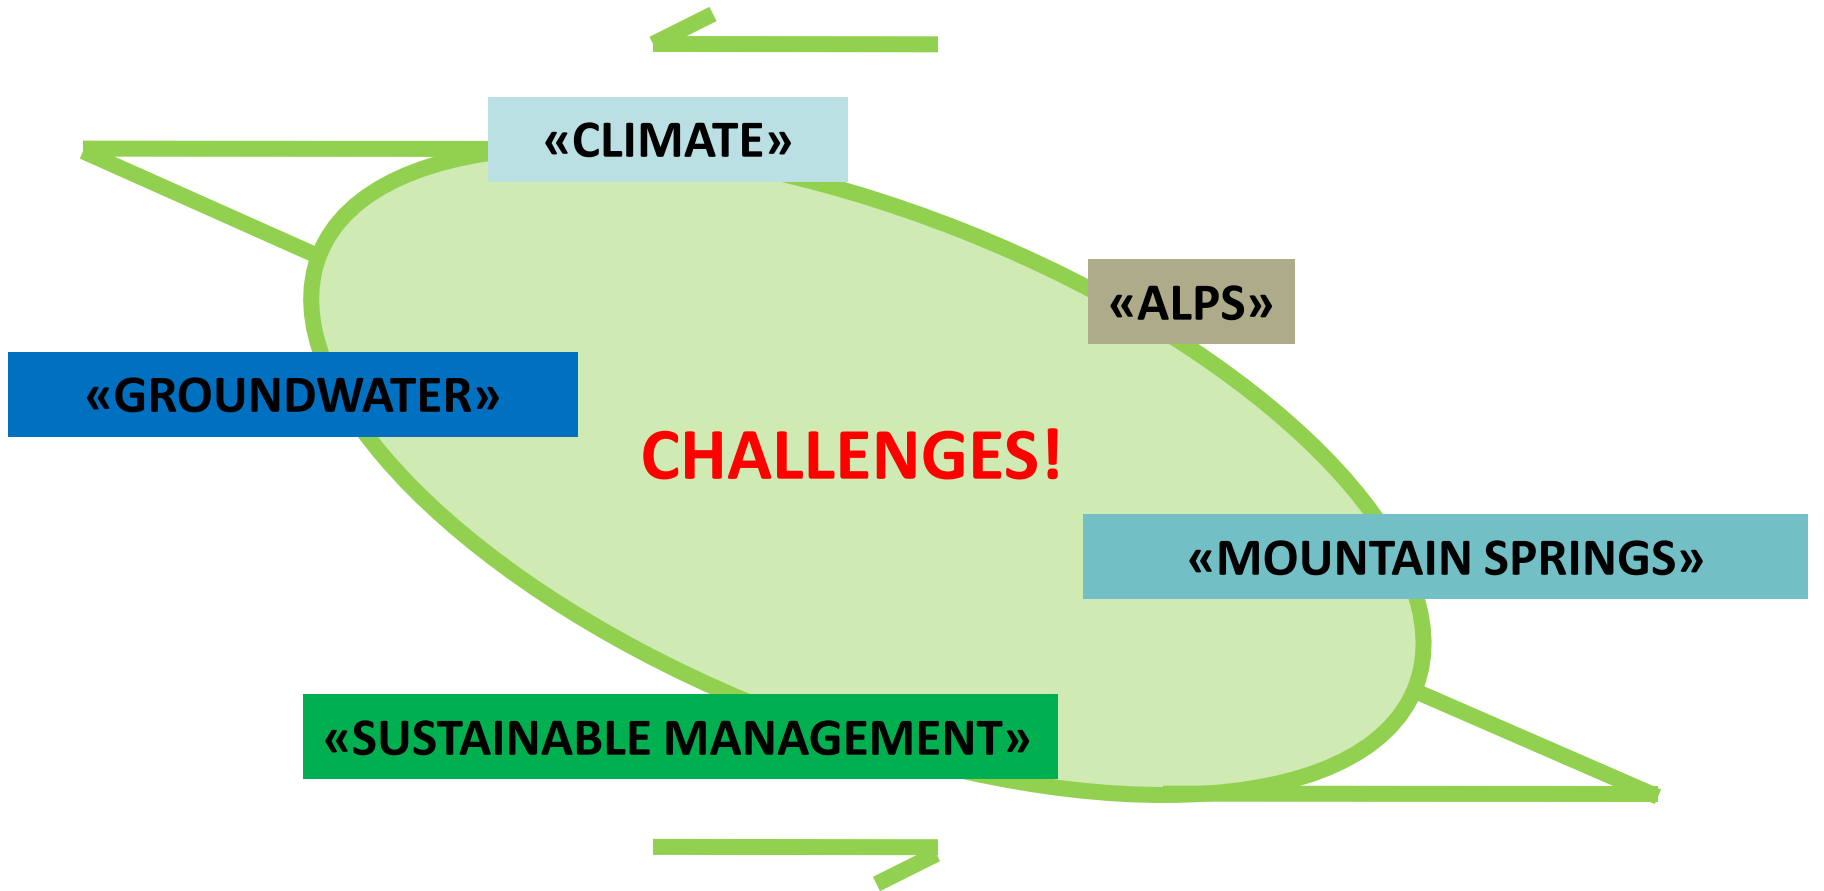 «CLIMATE»
«ALPS»
«GROUNDWATER»
CHALLENGES!
«MOUNTAIN SPRINGS»
«SUSTAINABLE MANAGEMENT»